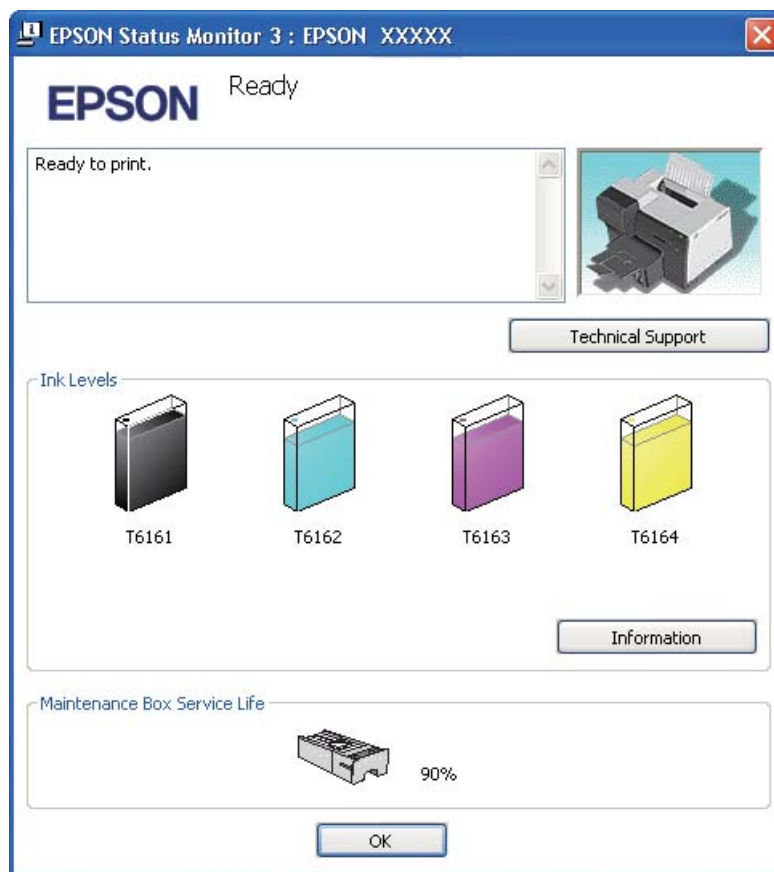 EPSON Status Monitor 3 : EPSON XXXXX
EPSON
Ready
Ready to print.
Technical Support
Ink Levels
T6161
T6162
T6163
T6164
Information
Maintenance Box Service Life
90%
OK